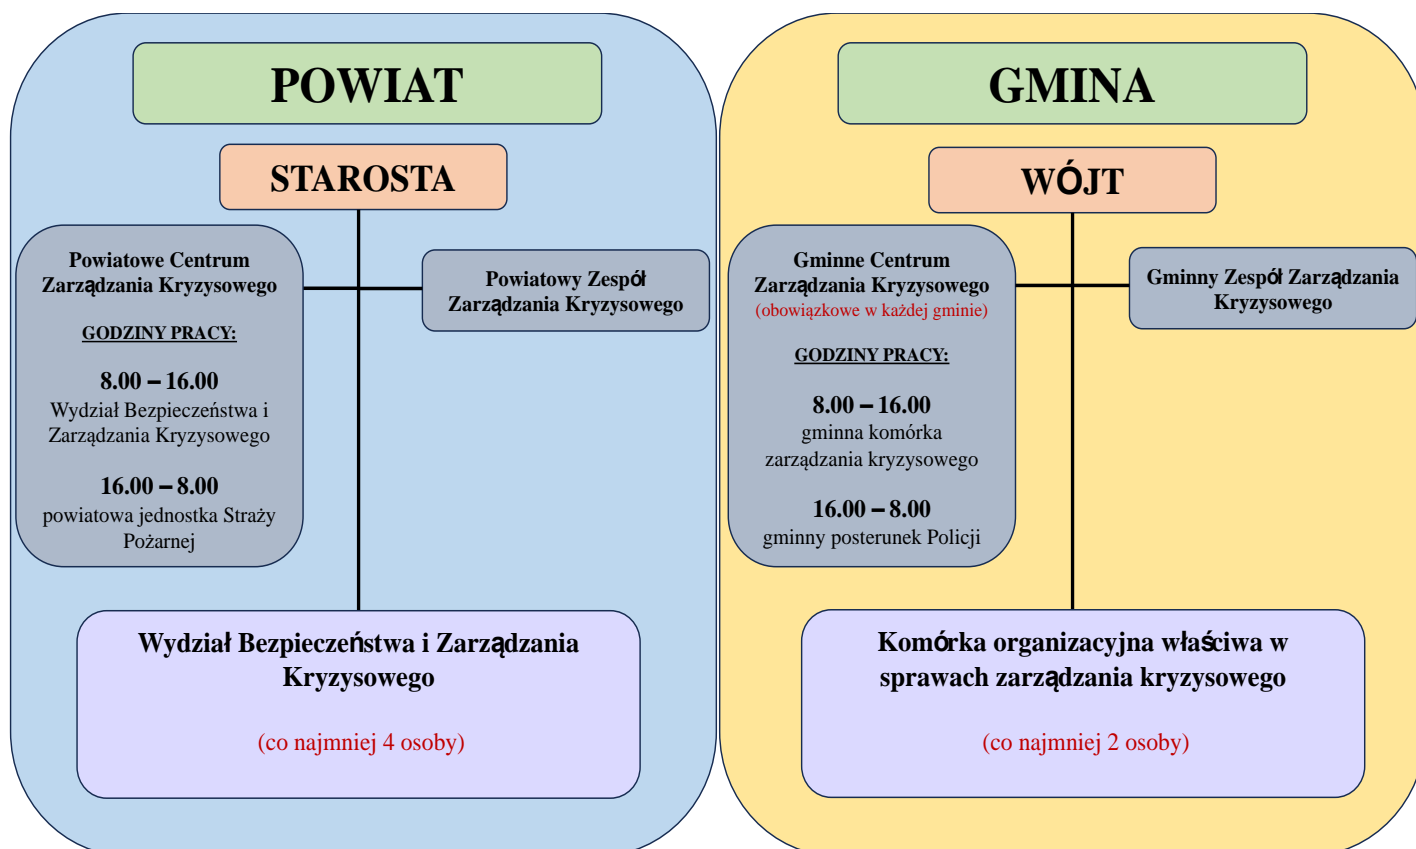 POWIAT
STAROSTA
Powiatowe Centrum
Zarządzania Kryzysowego
GODZINY PRACY:
8.00 – 16.00
Wydział Bezpieczeństwa i
Zarządzania Kryzysowego
16.00 – 8.00
powiatowa jednostka Straży
Pożarnej
Powiatowy Zespół
Zarządzania Kryzysowego
Wydział Bezpieczeństwa i Zarządzania
Kryzysowego
(co najmniej 4 osoby)
GMINA
WÓJT
Gminne Centrum
Zarządzania Kryzysowego
(obowiązkowe w każdej gminie)
GODZINY PRACY:
8.00 – 16.00
gminna komórka
zarządzania kryzysowego
16.00 – 8.00
gminny posterunek Policji
Gminny Zespół Zarządzania
Kryzysowego
Komórka organizacyjna właściwa w
sprawach zarządzania kryzysowego
(co najmniej 2 osoby)